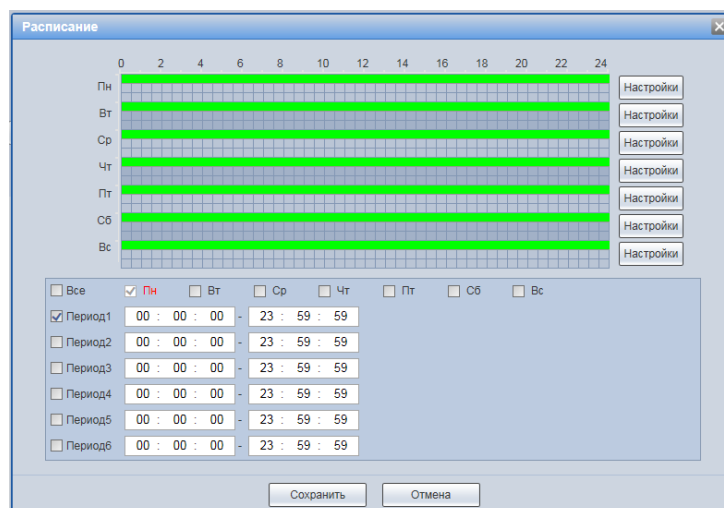 Расписание
0 2 4 6 8 10 12 14 16 18 20 22 24
Пн Настройки
Вт Настройки
Ср Настройки
Чт Настройки
Пт Настройки
Сб Настройки
Вс Настройки
Все Пн Вт Ср Чт Пт Сб Вс
Период1 00 : 00 : 00 - 23 : 59 : 59
Период2 00 : 00 : 00 - 23 : 59 : 59
Период3 00 : 00 : 00 - 23 : 59 : 59
Период4 00 : 00 : 00 - 23 : 59 : 59
Период5 00 : 00 : 00 - 23 : 59 : 59
Период6 00 : 00 : 00 - 23 : 59 : 59
Сохранить Отмена